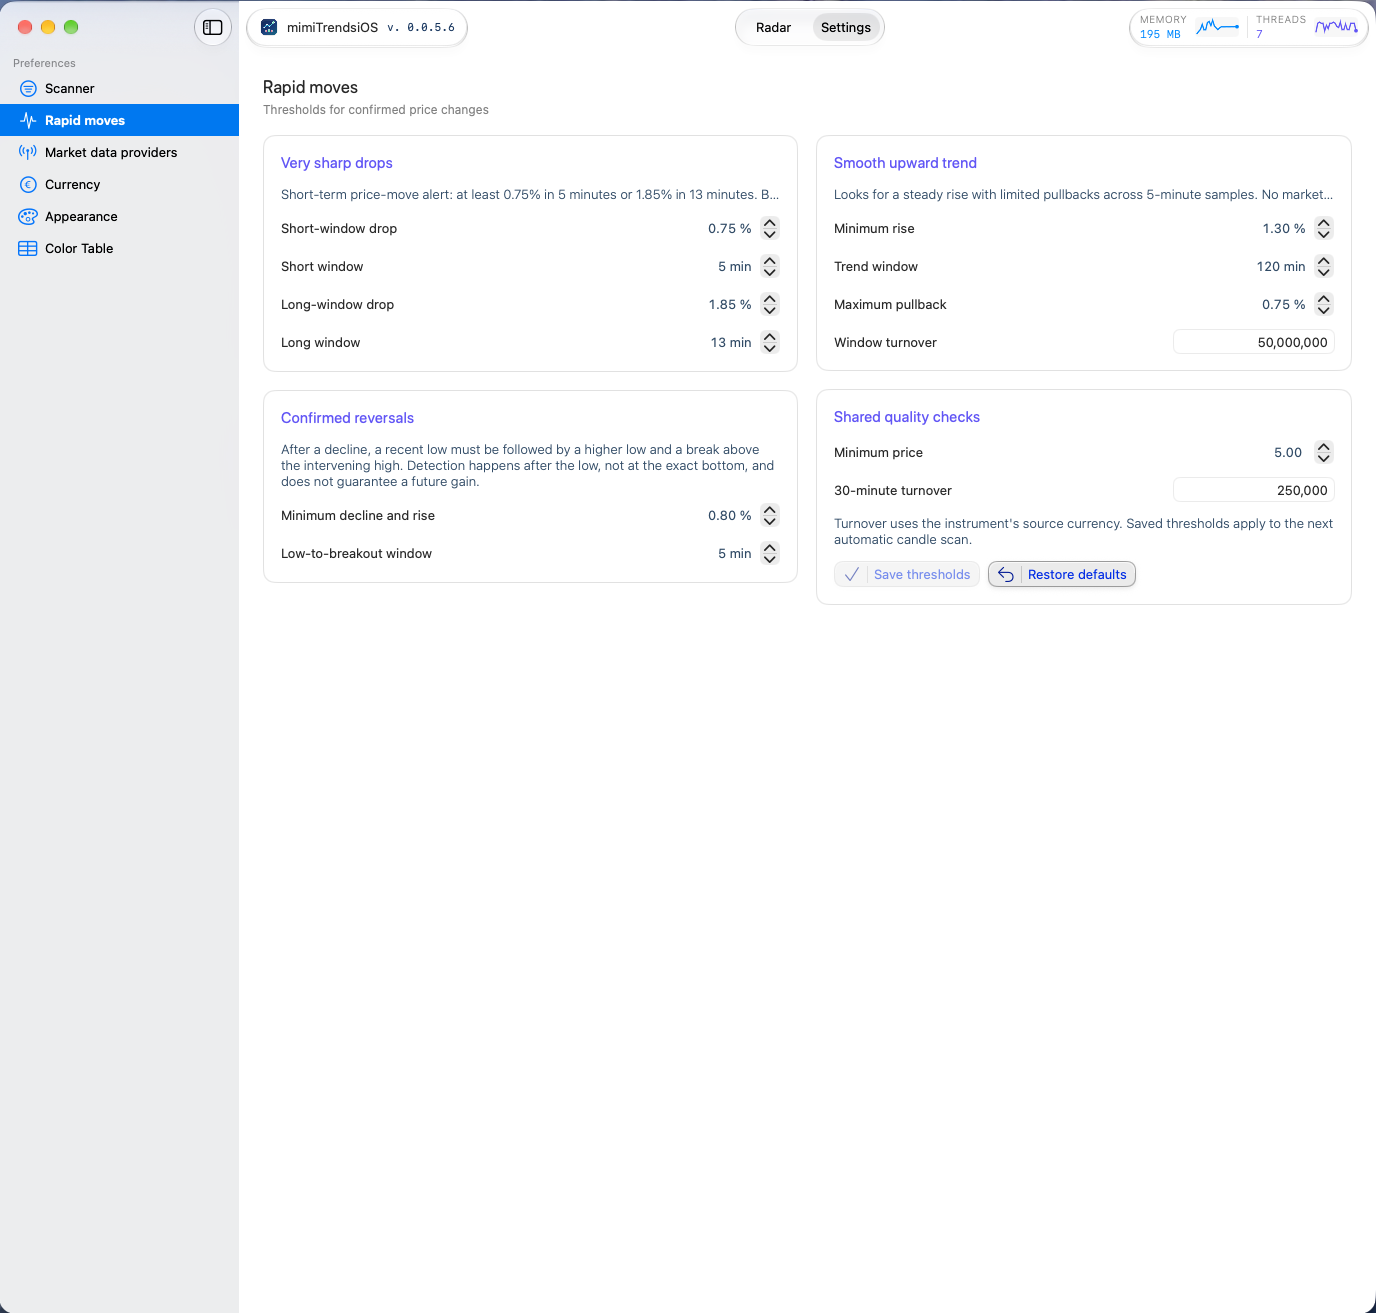 mimiTrendsiOS v. 0.0.5.6
Radar
Settings
MEMORY
195 MB
THREADS
7
Preferences
Scanner
Rapid moves
Market data providers
Currency
Appearance
Color Table
Rapid moves
Thresholds for confirmed price changes
Very sharp drops
Short-term price-move alert: at least 0.75% in 5 minutes or 1.85% in 13 minutes. B...
Short-window drop 0.75 %
Short window 5 min
Long-window drop 1.85 %
Long window 13 min
Smooth upward trend
Looks for a steady rise with limited pullbacks across 5-minute samples. No market...
Minimum rise 1.30 %
Trend window 120 min
Maximum pullback 0.75 %
Window turnover 50,000,000
Confirmed reversals
After a decline, a recent low must be followed by a higher low and a break above
the intervening high. Detection happens after the low, not at the exact bottom, and
does not guarantee a future gain.
Minimum decline and rise 0.80 %
Low-to-breakout window 5 min
Shared quality checks
Minimum price 5.00
30-minute turnover 250,000
Turnover uses the instrument's source currency. Saved thresholds apply to the next
automatic candle scan.
Save thresholds
Restore defaults